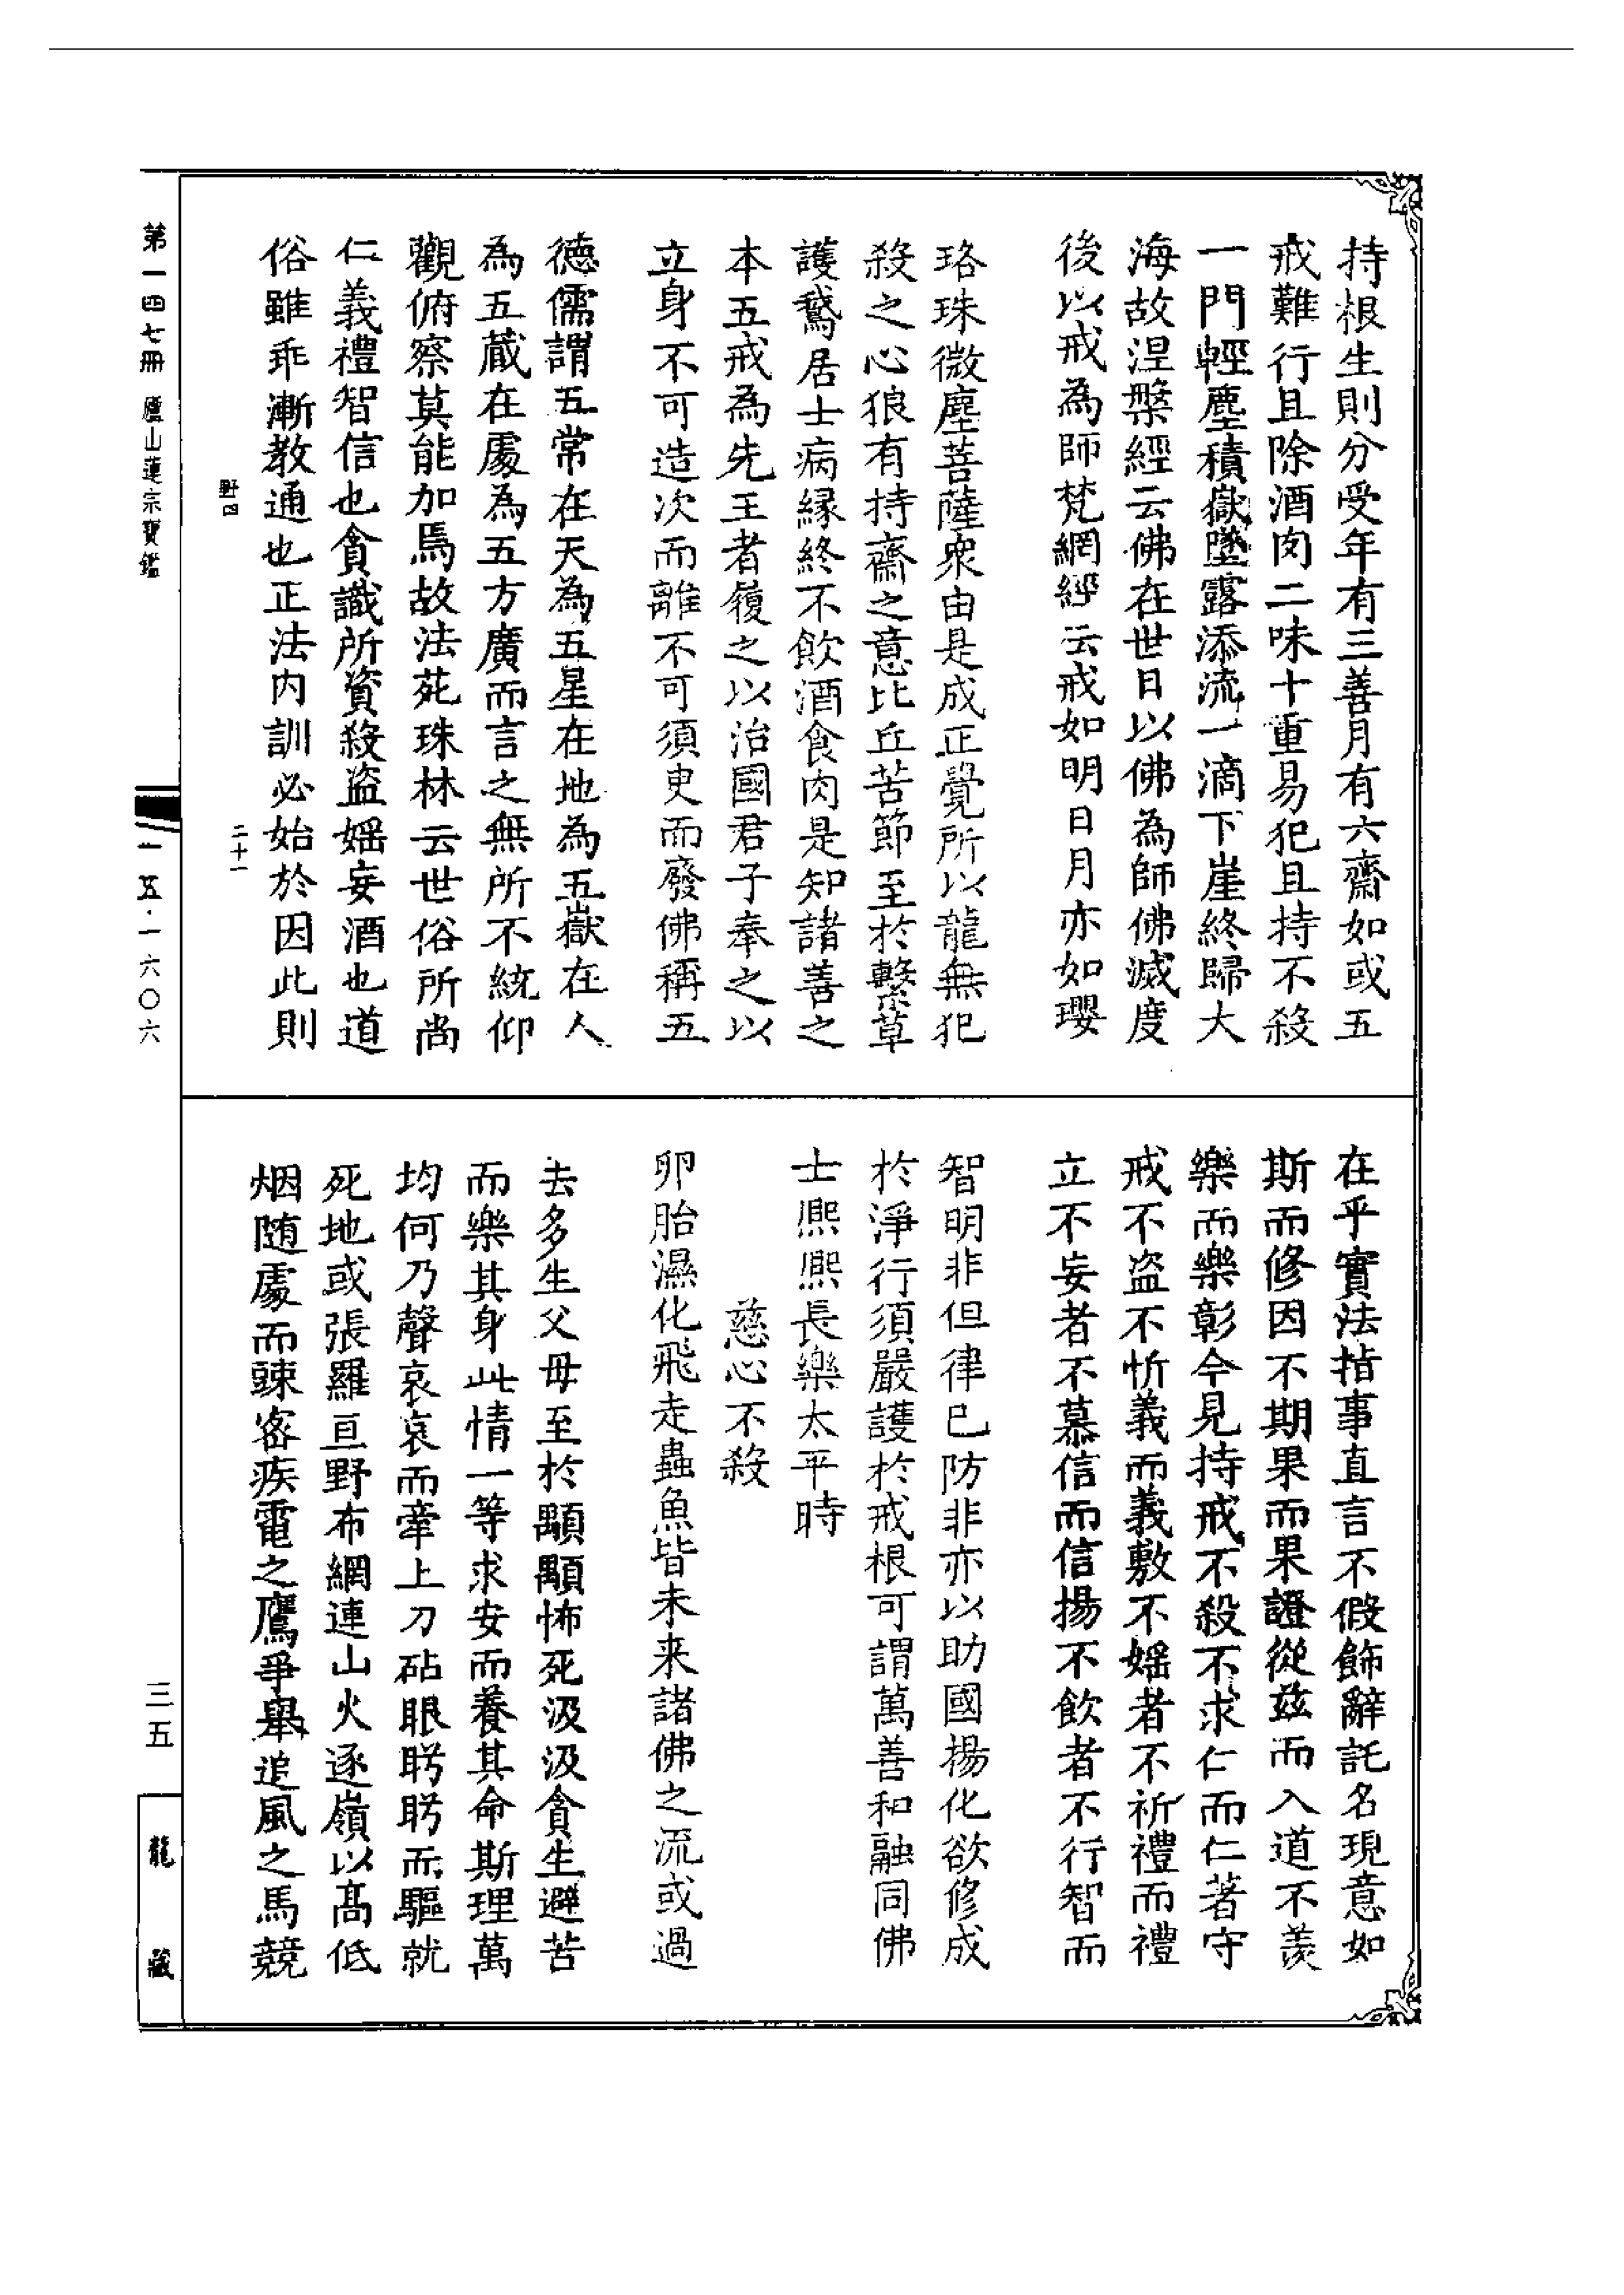 持根生則分受年有三善月有六齋如或五
戒難行且除酒肉二味十重易犯且持不殺
一門輕塵積嶽墜露添流一滴下崖終歸大
海故涅槃經云佛在世日以佛為師佛滅度
後以戒為師梵網經云戒如明日月亦如瓔
珞珠微塵菩薩衆由是成正覺所以龍無犯
殺之心狼有持齋之意比丘苦節至於繫草
護鵞居士病緣終不飲酒食肉是知諸善之
本五戒為先王者履之以治國君子奉之以
立身不可造次而離不可須臾而廢佛稱五
德儒謂五常在天為五星在地為五嶽在人
為五藏在處為五方廣而言之無所不統仰
觀俯察莫能加焉故法苑珠林云世俗所尚
仁義禮智信也貪識所資殺盜婬妄酒也道
俗雖乖漸教通也正法內訓必始於因此則
野四
二十一
在乎實法指事直言不假飾辭託名現意如
斯而修因不期果而果證從兹而入道不羨
樂而樂彰今見持戒不殺不求仁而仁著守
戒不盜不忻義而義敷不婬者不祈禮而禮
立不妄者不慕信而信揚不飲者不行智而
智明非但律已防非亦以助國揚化欲修成
於淨行須嚴護於戒根可謂萬善和融同佛
士熈熈長樂太平時
慈心不殺
卵胎濕化飛走蟲魚皆未来諸佛之流或過
去多生父母至於顒顒怖死汲汲貪生避苦
而樂其身此情一等求安而養其命斯理萬
均何乃聲哀哀而牽上刀砧眼眝眝而驅就
死地或張羅亘野布網連山火逐嶺以髙低
烟随處而踈密疾電之鷹爭舉追風之馬競
第一四七冊
廬山蓮宗寶鑑
一五·一六〇六
三五
龍藏